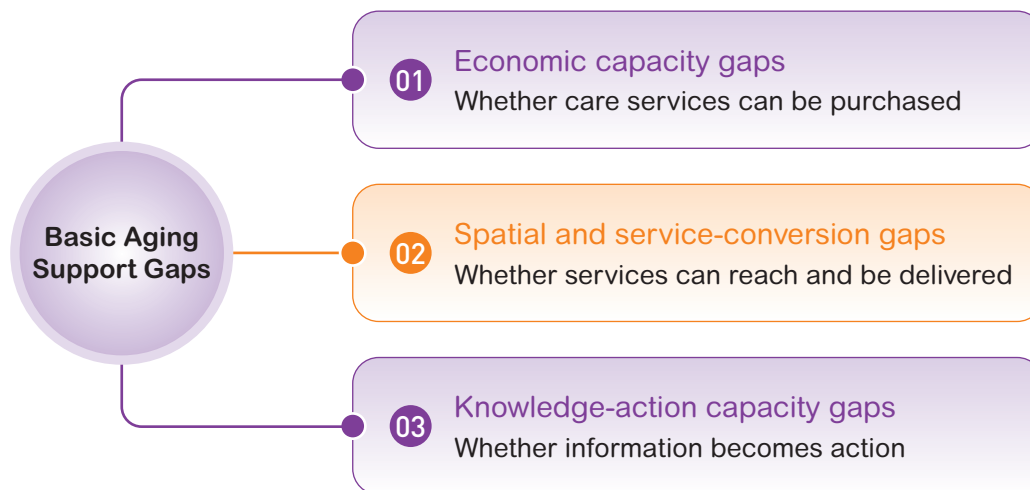 Basic Aging
Support Gaps
01
Economic capacity gaps
Whether care services can be purchased
02
Spatial and service-conversion gaps
Whether services can reach and be delivered
03
Knowledge-action capacity gaps
Whether information becomes action